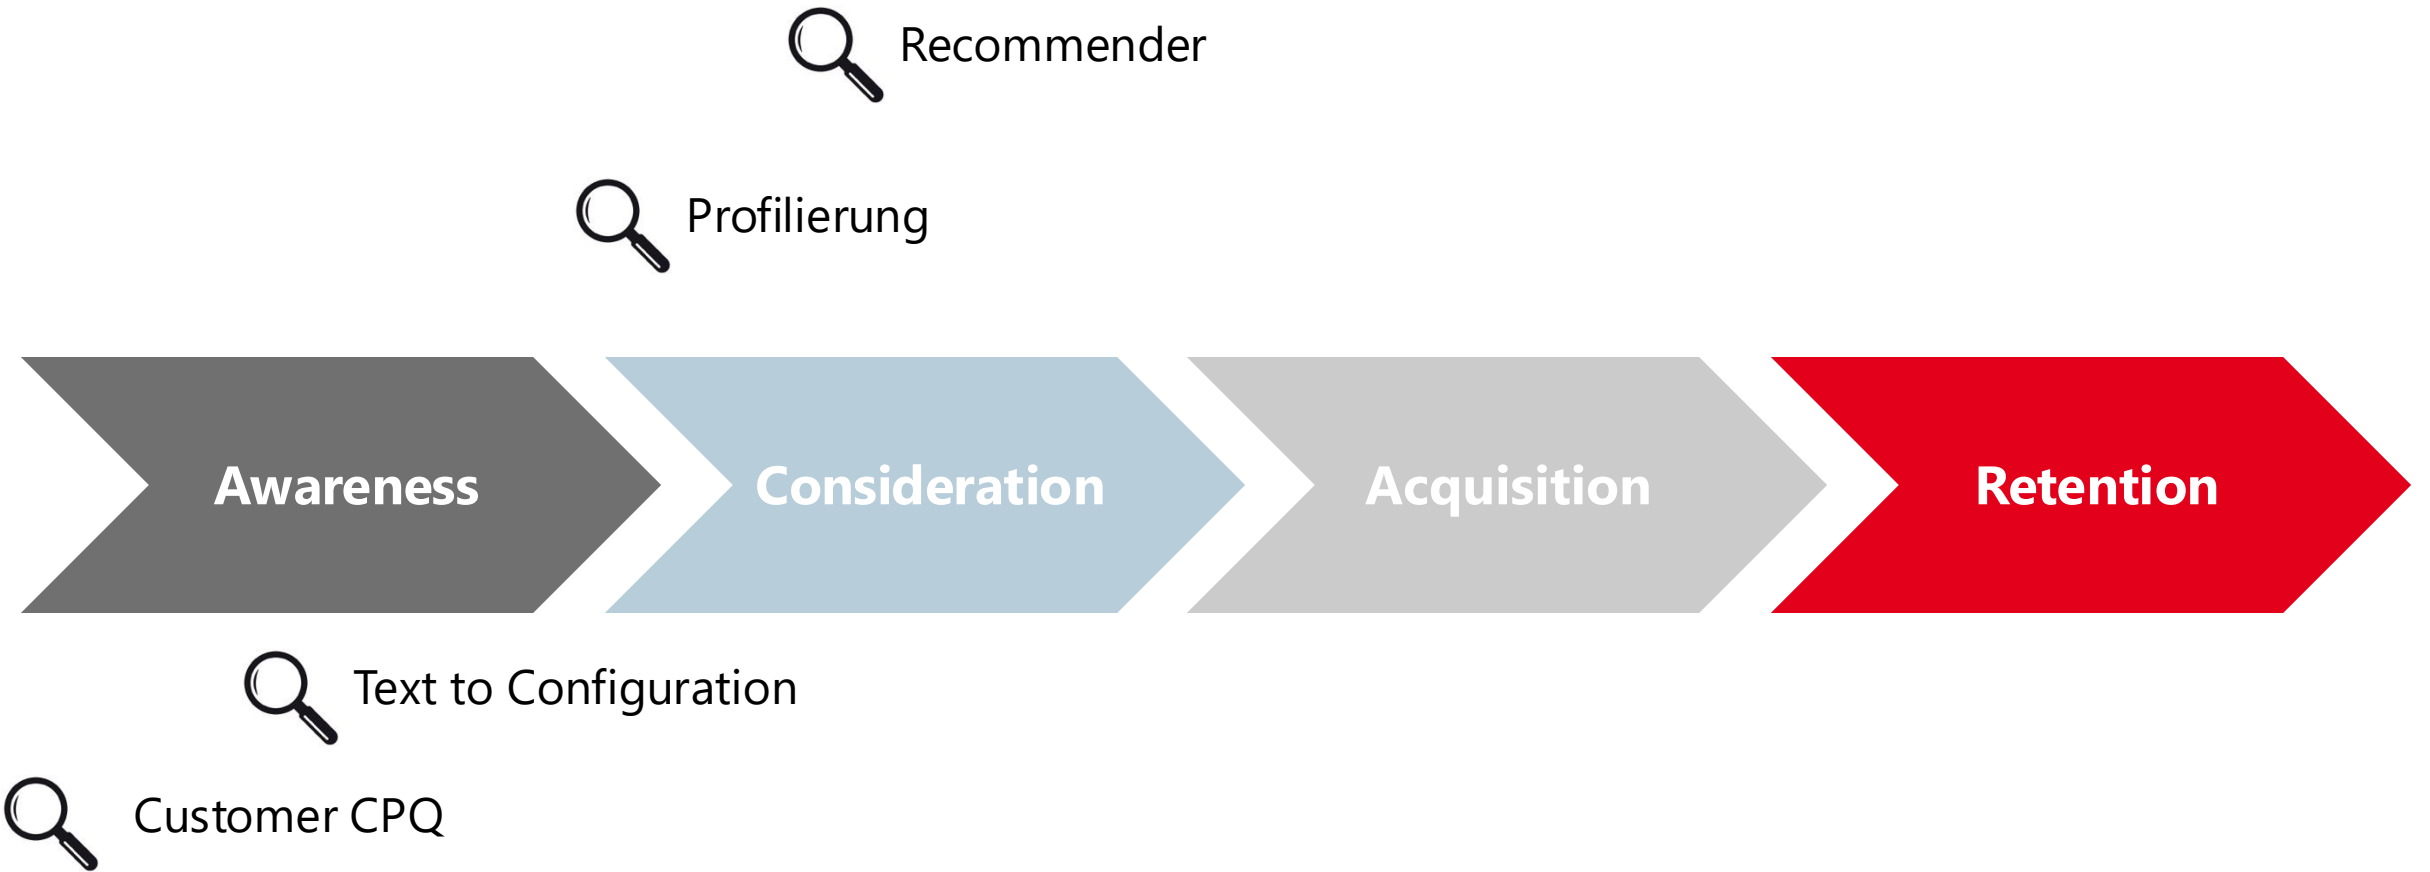 Recommender
Profilierung
Awareness
Consideration
Acquisition
Retention
Text to Configuration
Customer CPQ